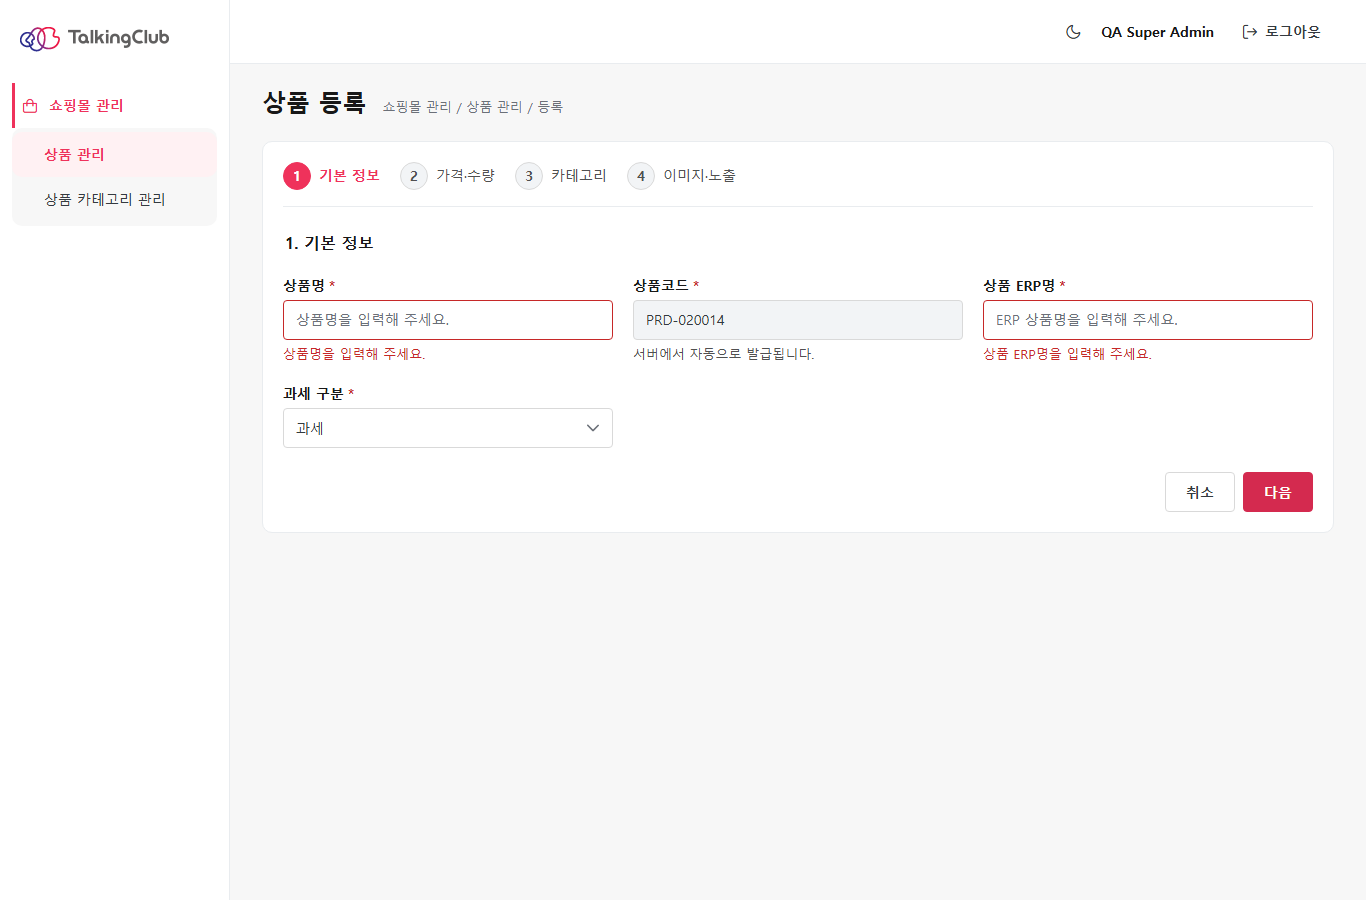 TalkingClub
QA Super Admin
로그아웃
쇼핑몰 관리
상품 관리
상품 카테고리 관리
상품 등록
쇼핑몰 관리 / 상품 관리 / 등록
1 기본 정보
2 가격·수량
3 카테고리
4 이미지·노출
1. 기본 정보
상품명 *
상품명을 입력해 주세요.
상품명을 입력해 주세요.
상품코드 *
PRD-020014
서버에서 자동으로 발급됩니다.
상품 ERP명 *
ERP 상품명을 입력해 주세요.
상품 ERP명을 입력해 주세요.
과세 구분 *
과세
취소
다음